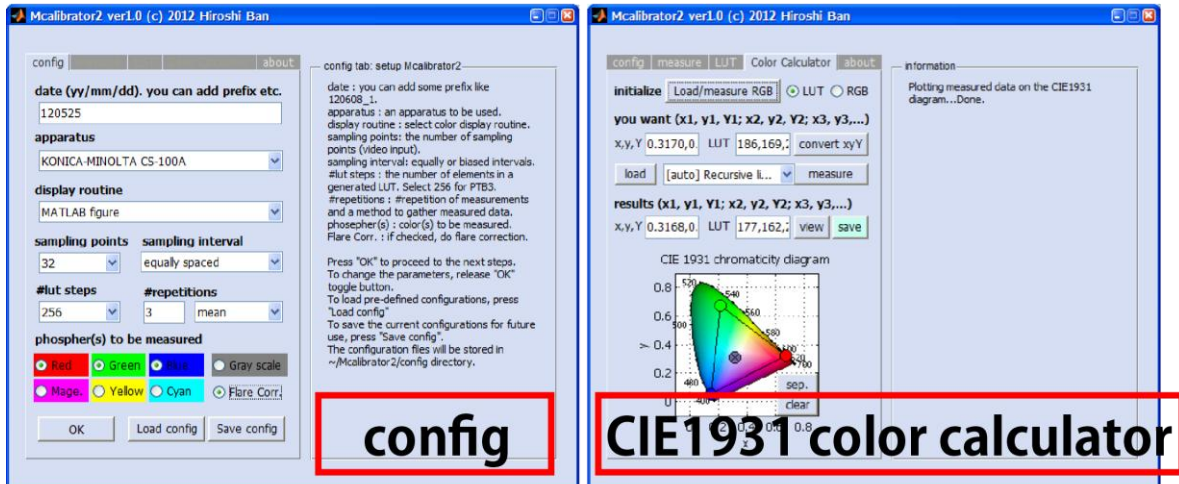 Mcalibrator2 ver1.0 (c) 2012 Hiroshi Ban
config
about
date (yy/mm/dd). you can add prefix etc.
120525
apparatus
KONICA-MINOLTA CS-100A
display routine
MATLAB figure
sampling points sampling interval
32 equally spaced
#lut steps #repetitions
256 3 mean
phospher(s) to be measured
Red Green Blue Gray scale
Mage. Yellow Cyan Flare Corr.
OK Load config Save config
config tab: setup Mcalibrator2
date : you can add some prefix like
120608_1.
apparatus : an apparatus to be used.
display routine : select color display routine.
sampling points: the number of sampling
points (video input).
sampling interval: equally or biased intervals.
#lut steps : the number of elements in a
generated LUT. Select 256 for PTB3.
#repetitions : #repetition of measurements
and a method to gather measured data.
phosepher(s) : color(s) to be measured.
Flare Corr. : if checked, do flare correction.
Press "OK" to proceed to the next steps.
To change the parameters, release "OK"
toggle button.
To load pre-defined configurations, press
"Load config"
To save the current configurations for future
use, press "Save config".
The configuration files will be stored in
~/Mcalibrator2/config directory.
config
Mcalibrator2 ver1.0 (c) 2012 Hiroshi Ban
config measure LUT Color Calculator about
initialize Load/measure RGB LUT RGB
you want (x1, y1, Y1; x2, y2, Y2; x3, y3,...)
x,y,Y 0.3170,0. LUT 186,169,2 convert xyY
load [auto] Recursive li... measure
results (x1, y1, Y1; x2, y2, Y2; x3, y3,...)
x,y,Y 0.3168,0. LUT 177,162,2 view save
CIE 1931 chromaticity diagram
0.8 520 540
0.6 560
500 580
y 0.4 600
620
700
0.2 480 sep.
0 400 clear
0 0.2 0.4 0.6 0.8
x
information
Plotting measured data on the CIE1931
diagram...Done.
CIE1931 color calculator